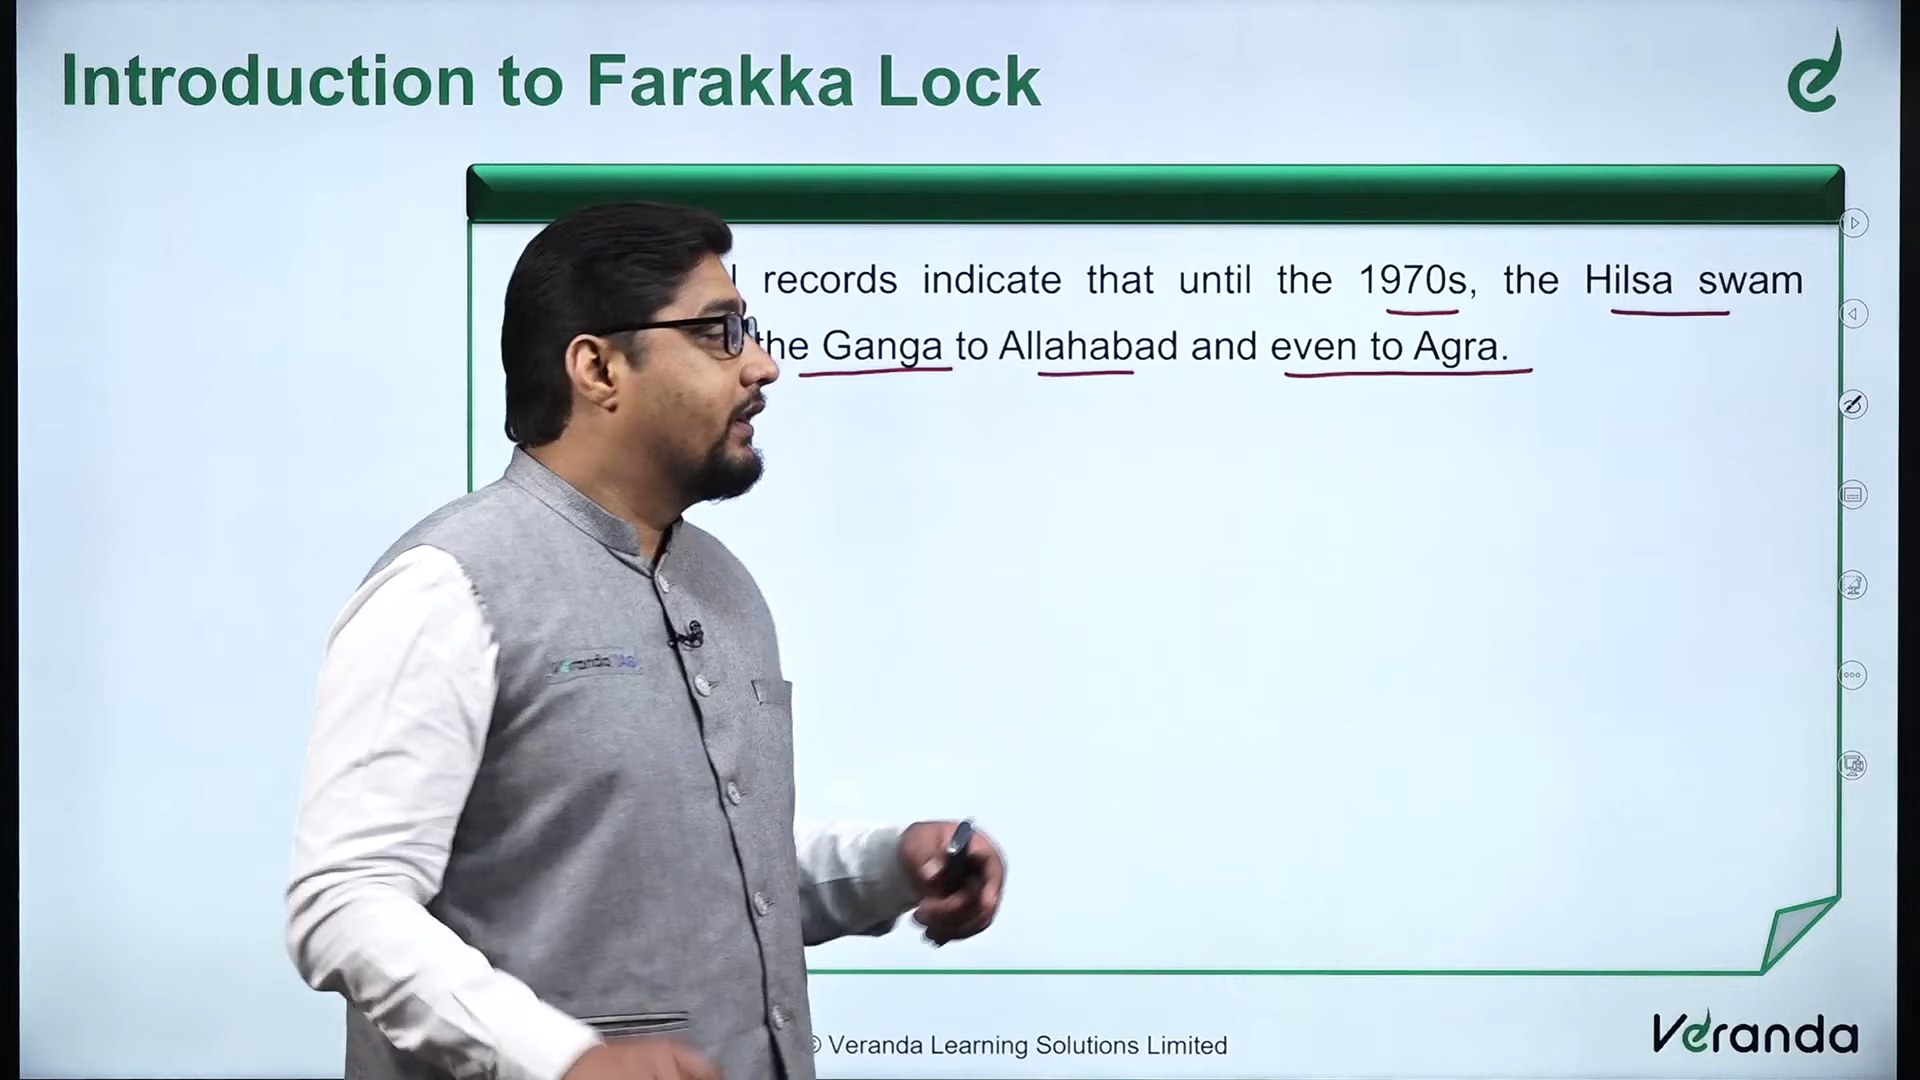 Introduction to Farakka Lock
records indicate that until the 1970s, the Hilsa swam
the Ganga to Allahabad and even to Agra.
Veranda
© Veranda Learning Solutions Limited
Veranda